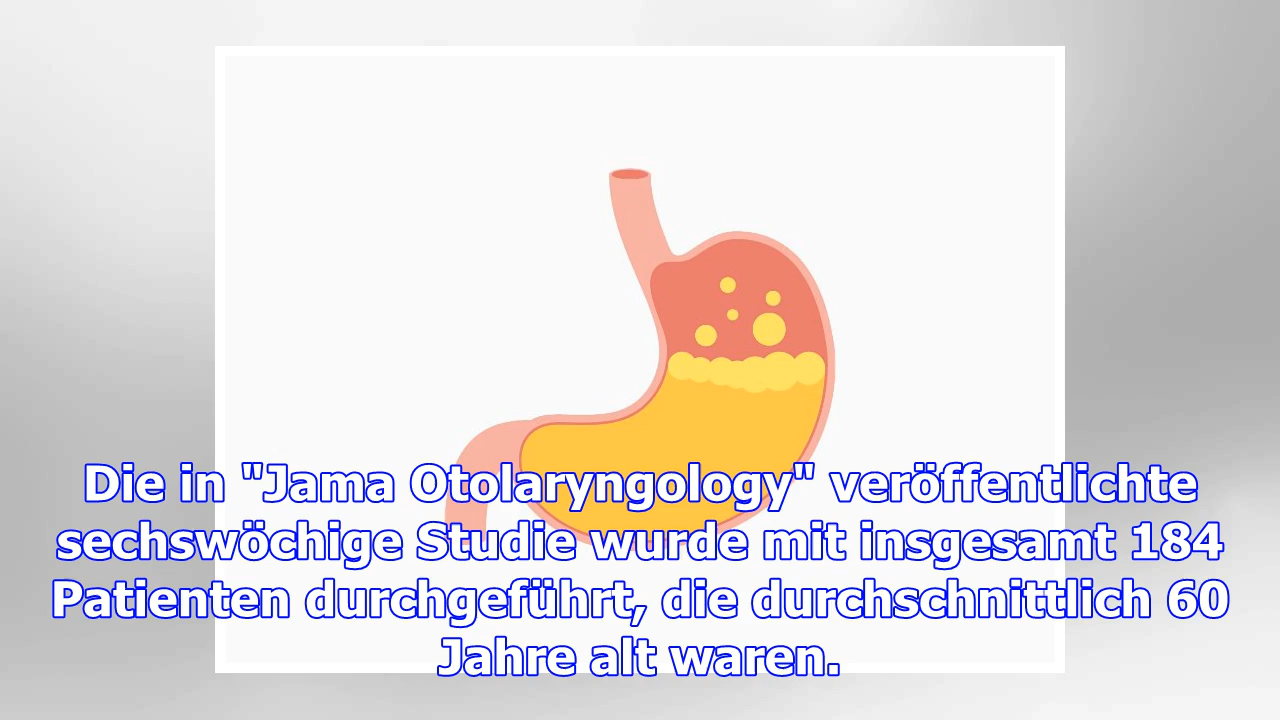 Die in "Jama Otolaryngology" veröffentlichte
sechswöchige Studie wurde mit insgesamt 184
Patienten durchgeführt, die durchschnittlich 60
Jahre alt waren.